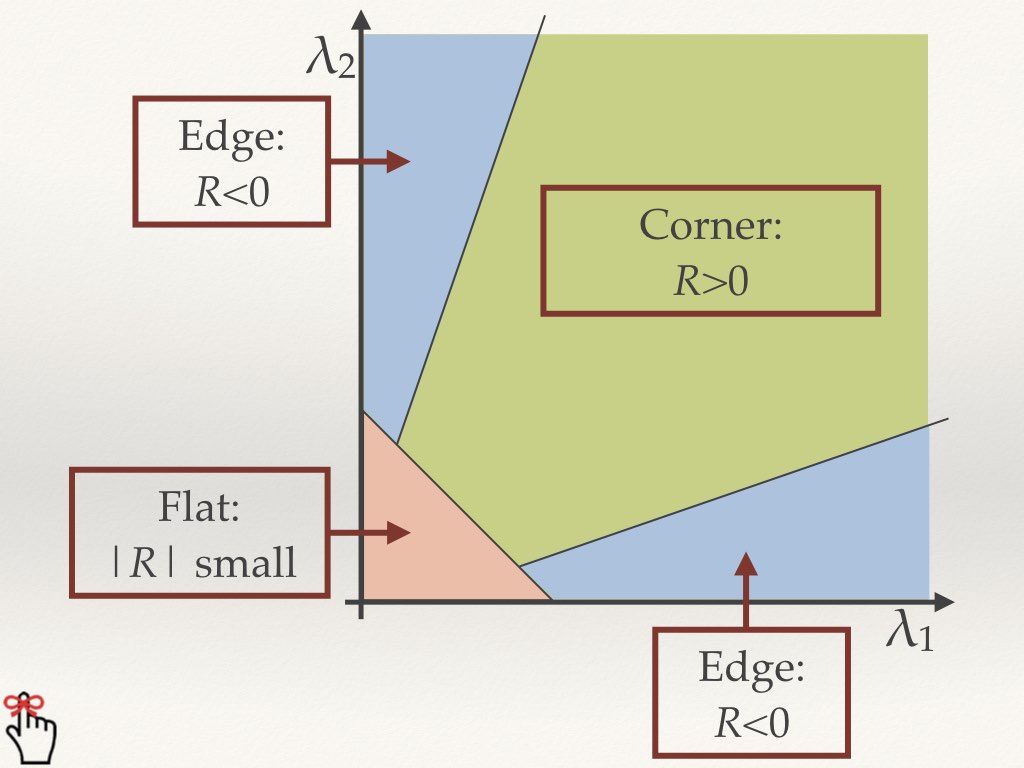 λ2
Edge:
R<0
Corner:
R>0
Flat:
|R| small
λ1
Edge:
R<0